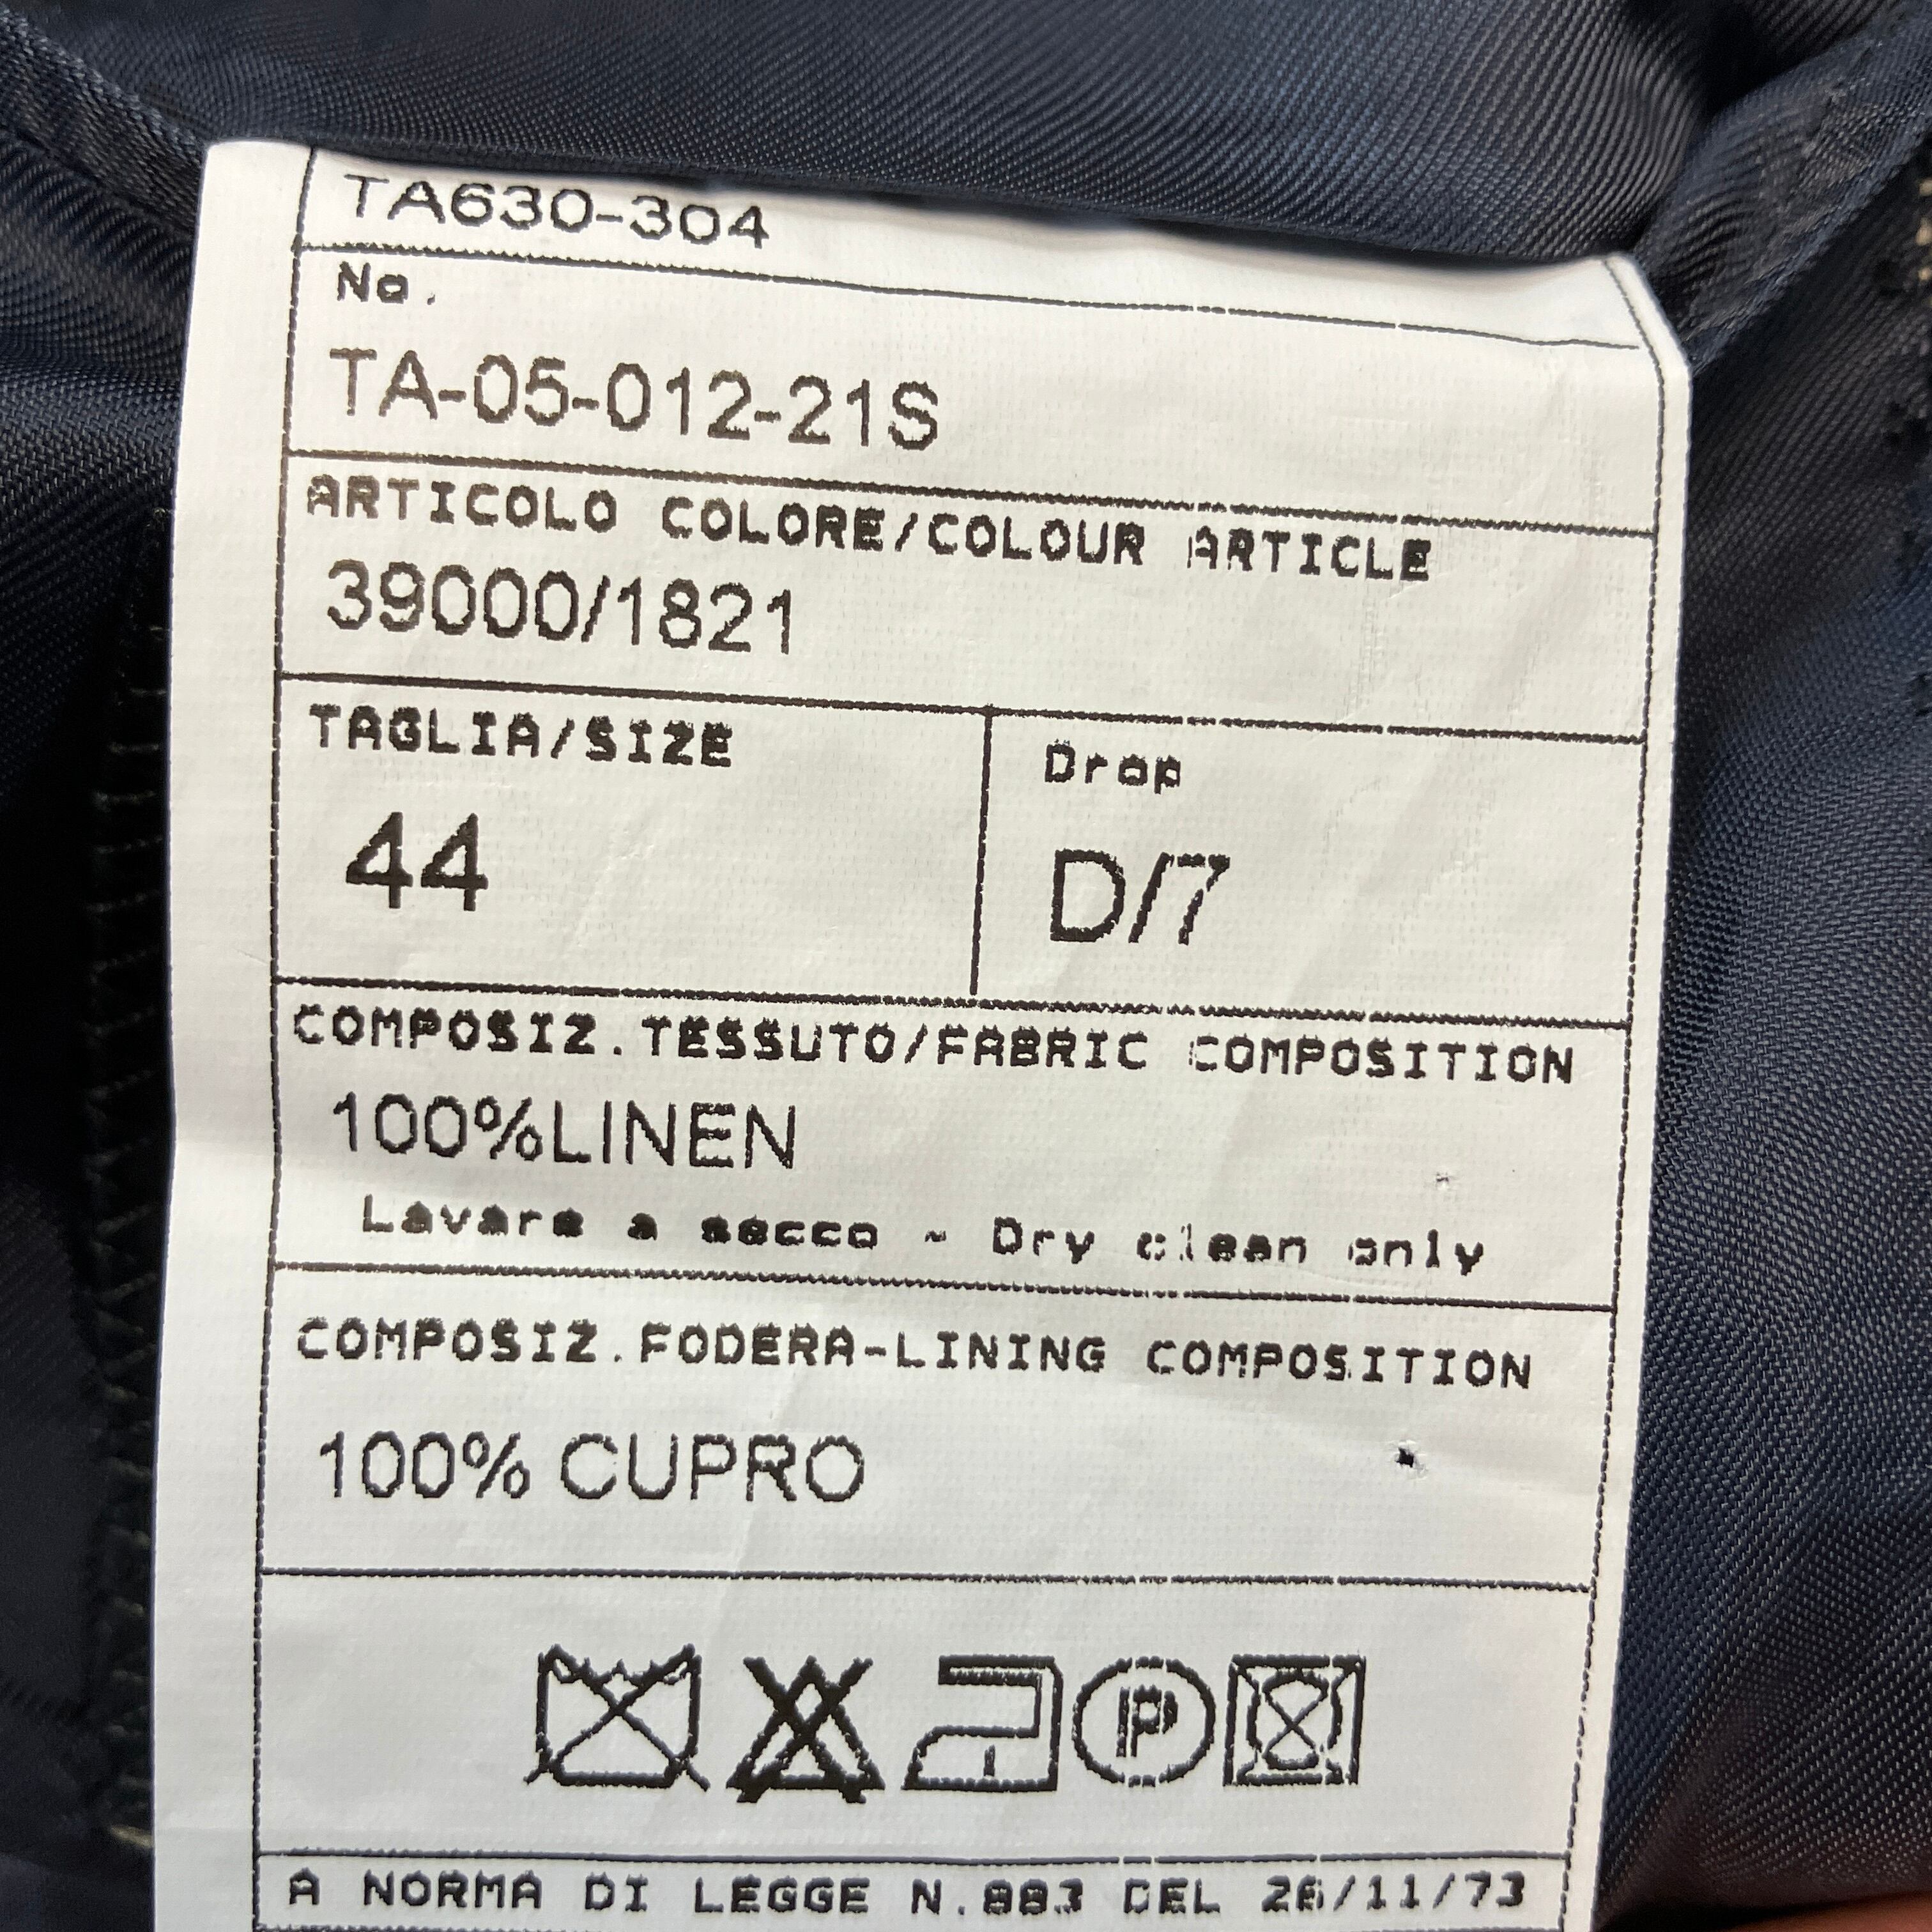 TA630-304
No.
TA-05-012-21S
ARTICOLO COLORE/COLOUR ARTICLE
39000/1821
TAGLIA/SIZE
Drop
44
D/7
COMPOSIZ.TESSUTO/FABRIC COMPOSITION
100%LINEN
Lavare a secco - Dry clean only
COMPOSIZ.FODERA-LINING COMPOSITION
100% CUPRO
P
A NORMA DI LEGGE N.883 DEL 26/11/73